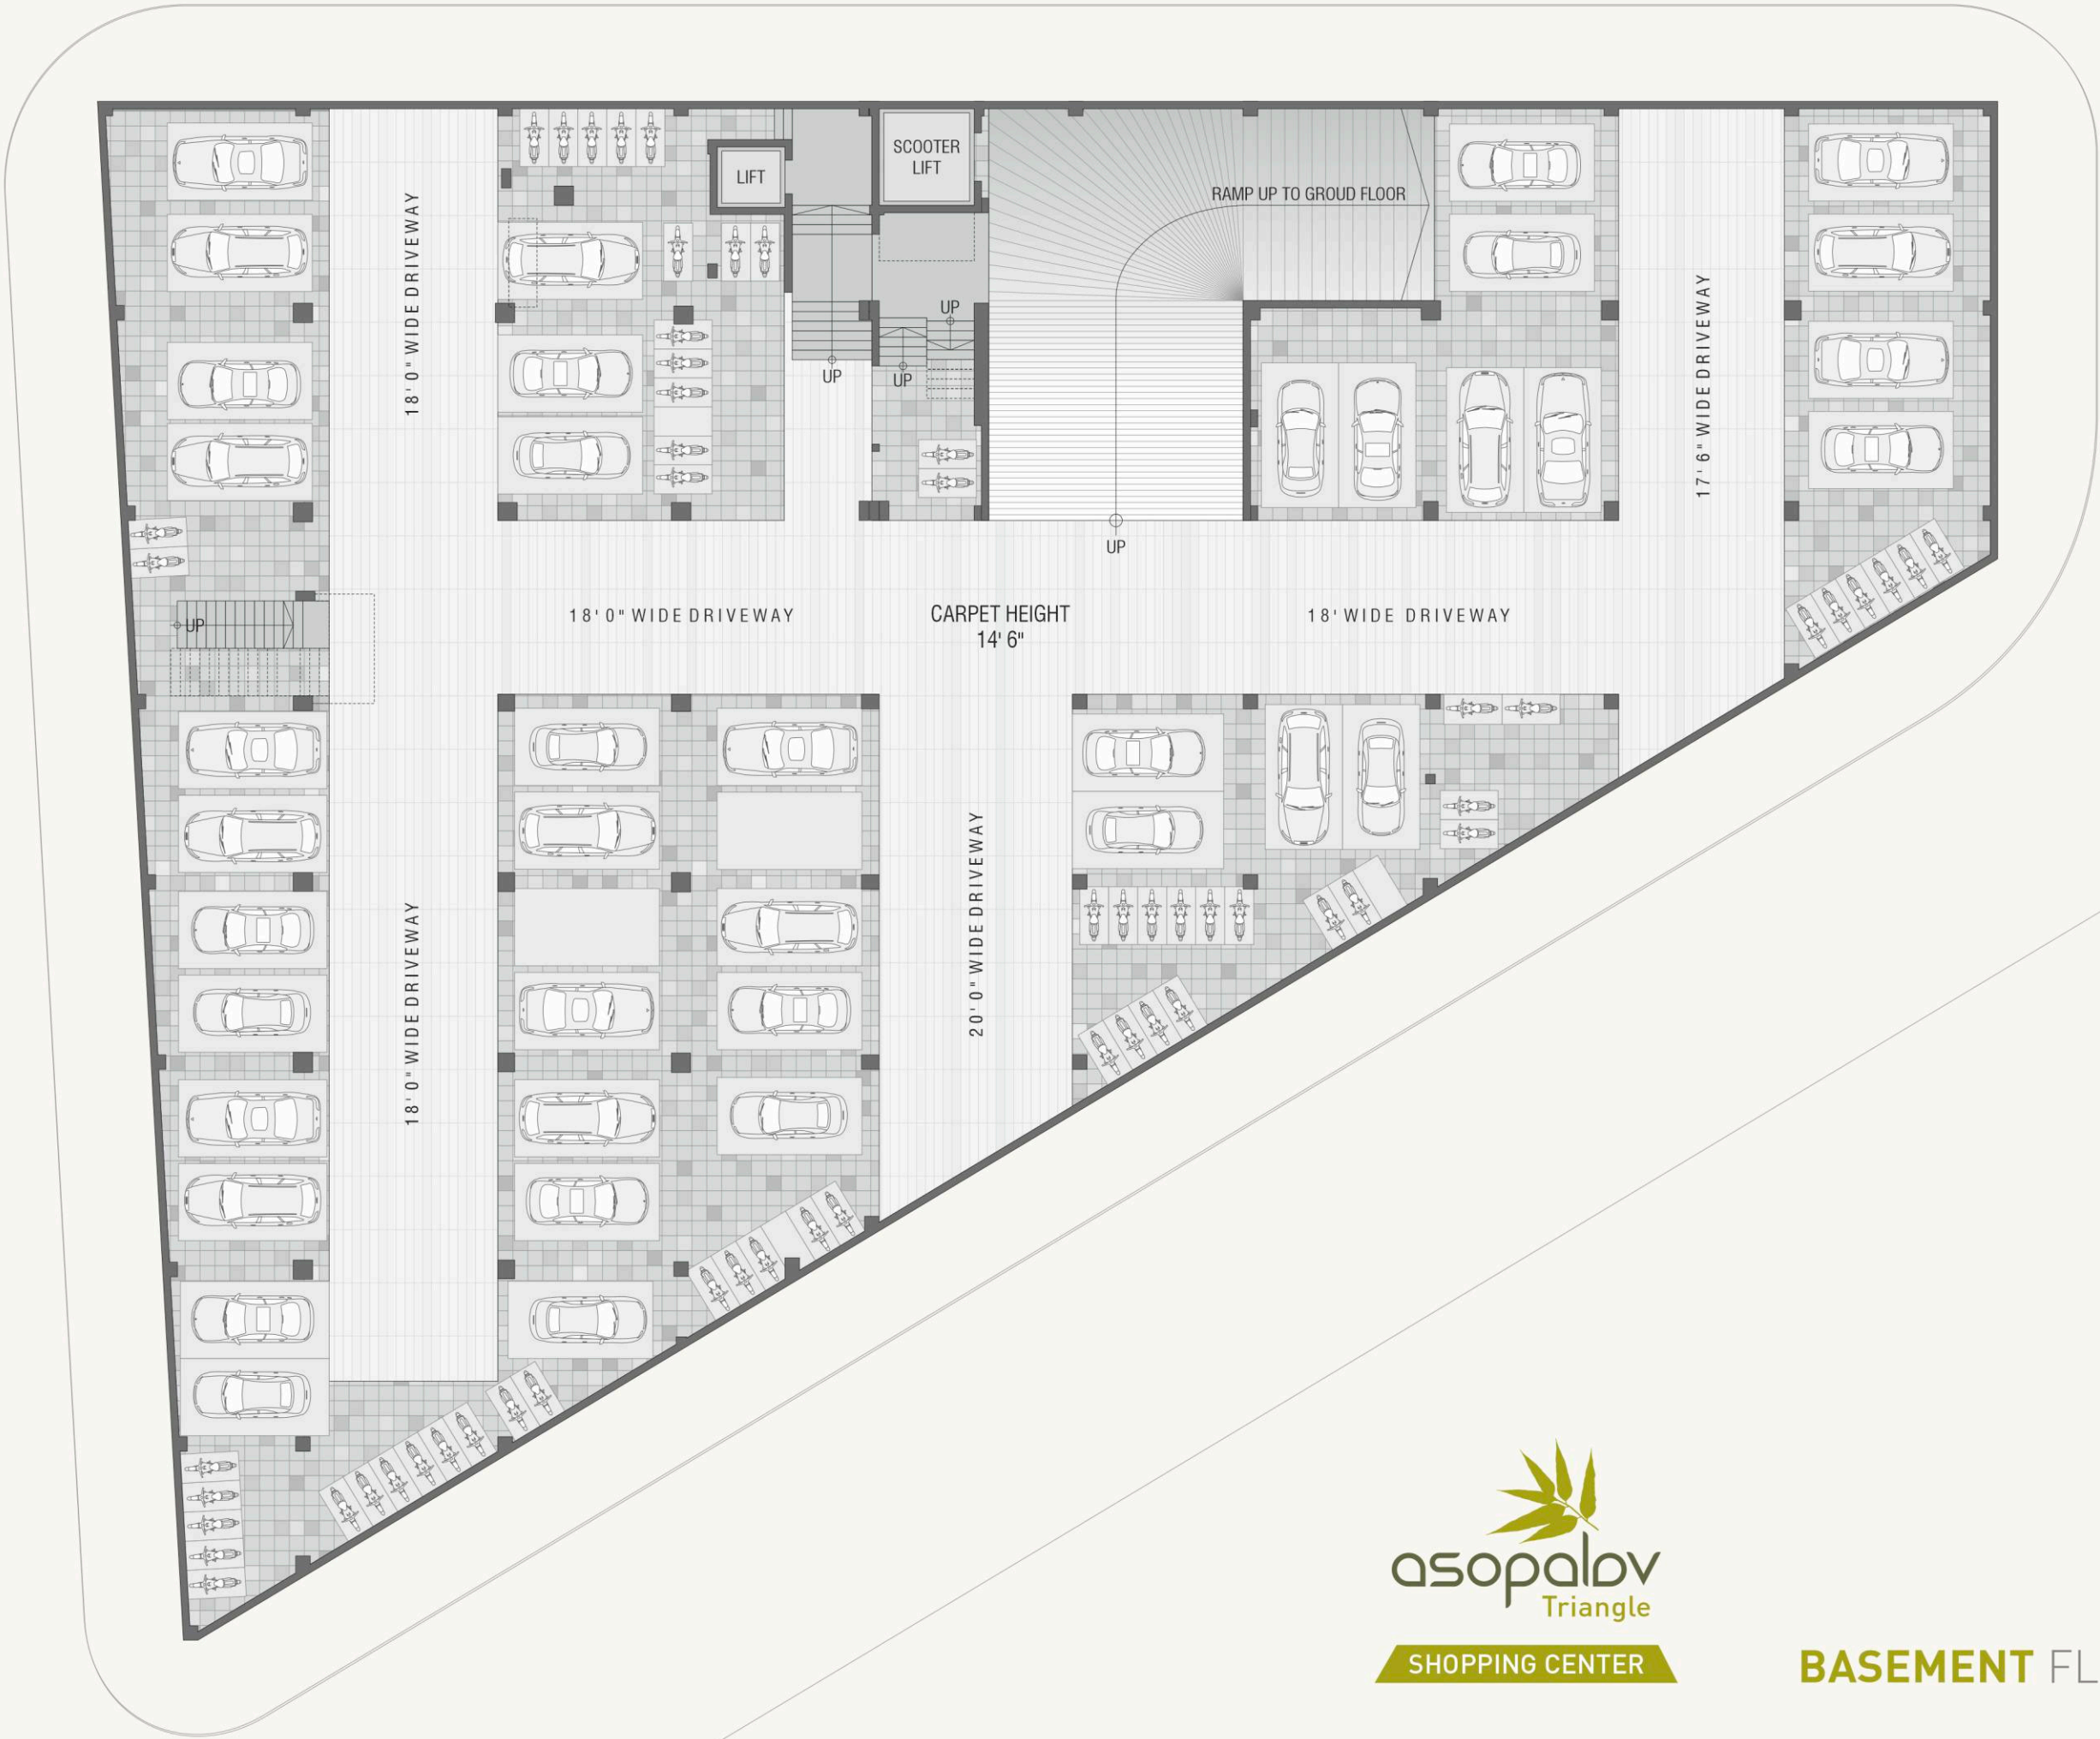 SCOOTER
LIFT
LIFT
RAMP UP TO GROUD FLOOR
18' 0" WIDE DRIVEWAY
17' 6" WIDE DRIVEWAY
UP
UP
UP
UP
UP
18' 0" WIDE DRIVEWAY
CARPET HEIGHT
14' 6"
18' WIDE DRIVEWAY
18' 0" WIDE DRIVEWAY
20' 0" WIDE DRIVEWAY
asopalov
Triangle
SHOPPING CENTER
BASEMENT FL